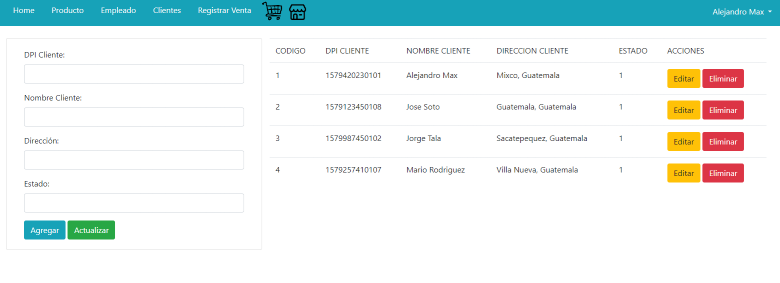 Home Producto Empleado Clientes Registrar Venta Alejandro Max
DPI Cliente:
Nombre Cliente:
Dirección:
Estado:
Agregar Actualizar
CODIGO DPI CLIENTE NOMBRE CLIENTE DIRECCION CLIENTE ESTADO ACCIONES
1 1579420230101 Alejandro Max Mixco, Guatemala 1 Editar Eliminar
2 1579123450108 Jose Soto Guatemala, Guatemala 1 Editar Eliminar
3 1579987450102 Jorge Tala Sacatepequez, Guatemala 1 Editar Eliminar
4 1579257410107 Mario Rodriguez Villa Nueva, Guatemala 1 Editar Eliminar